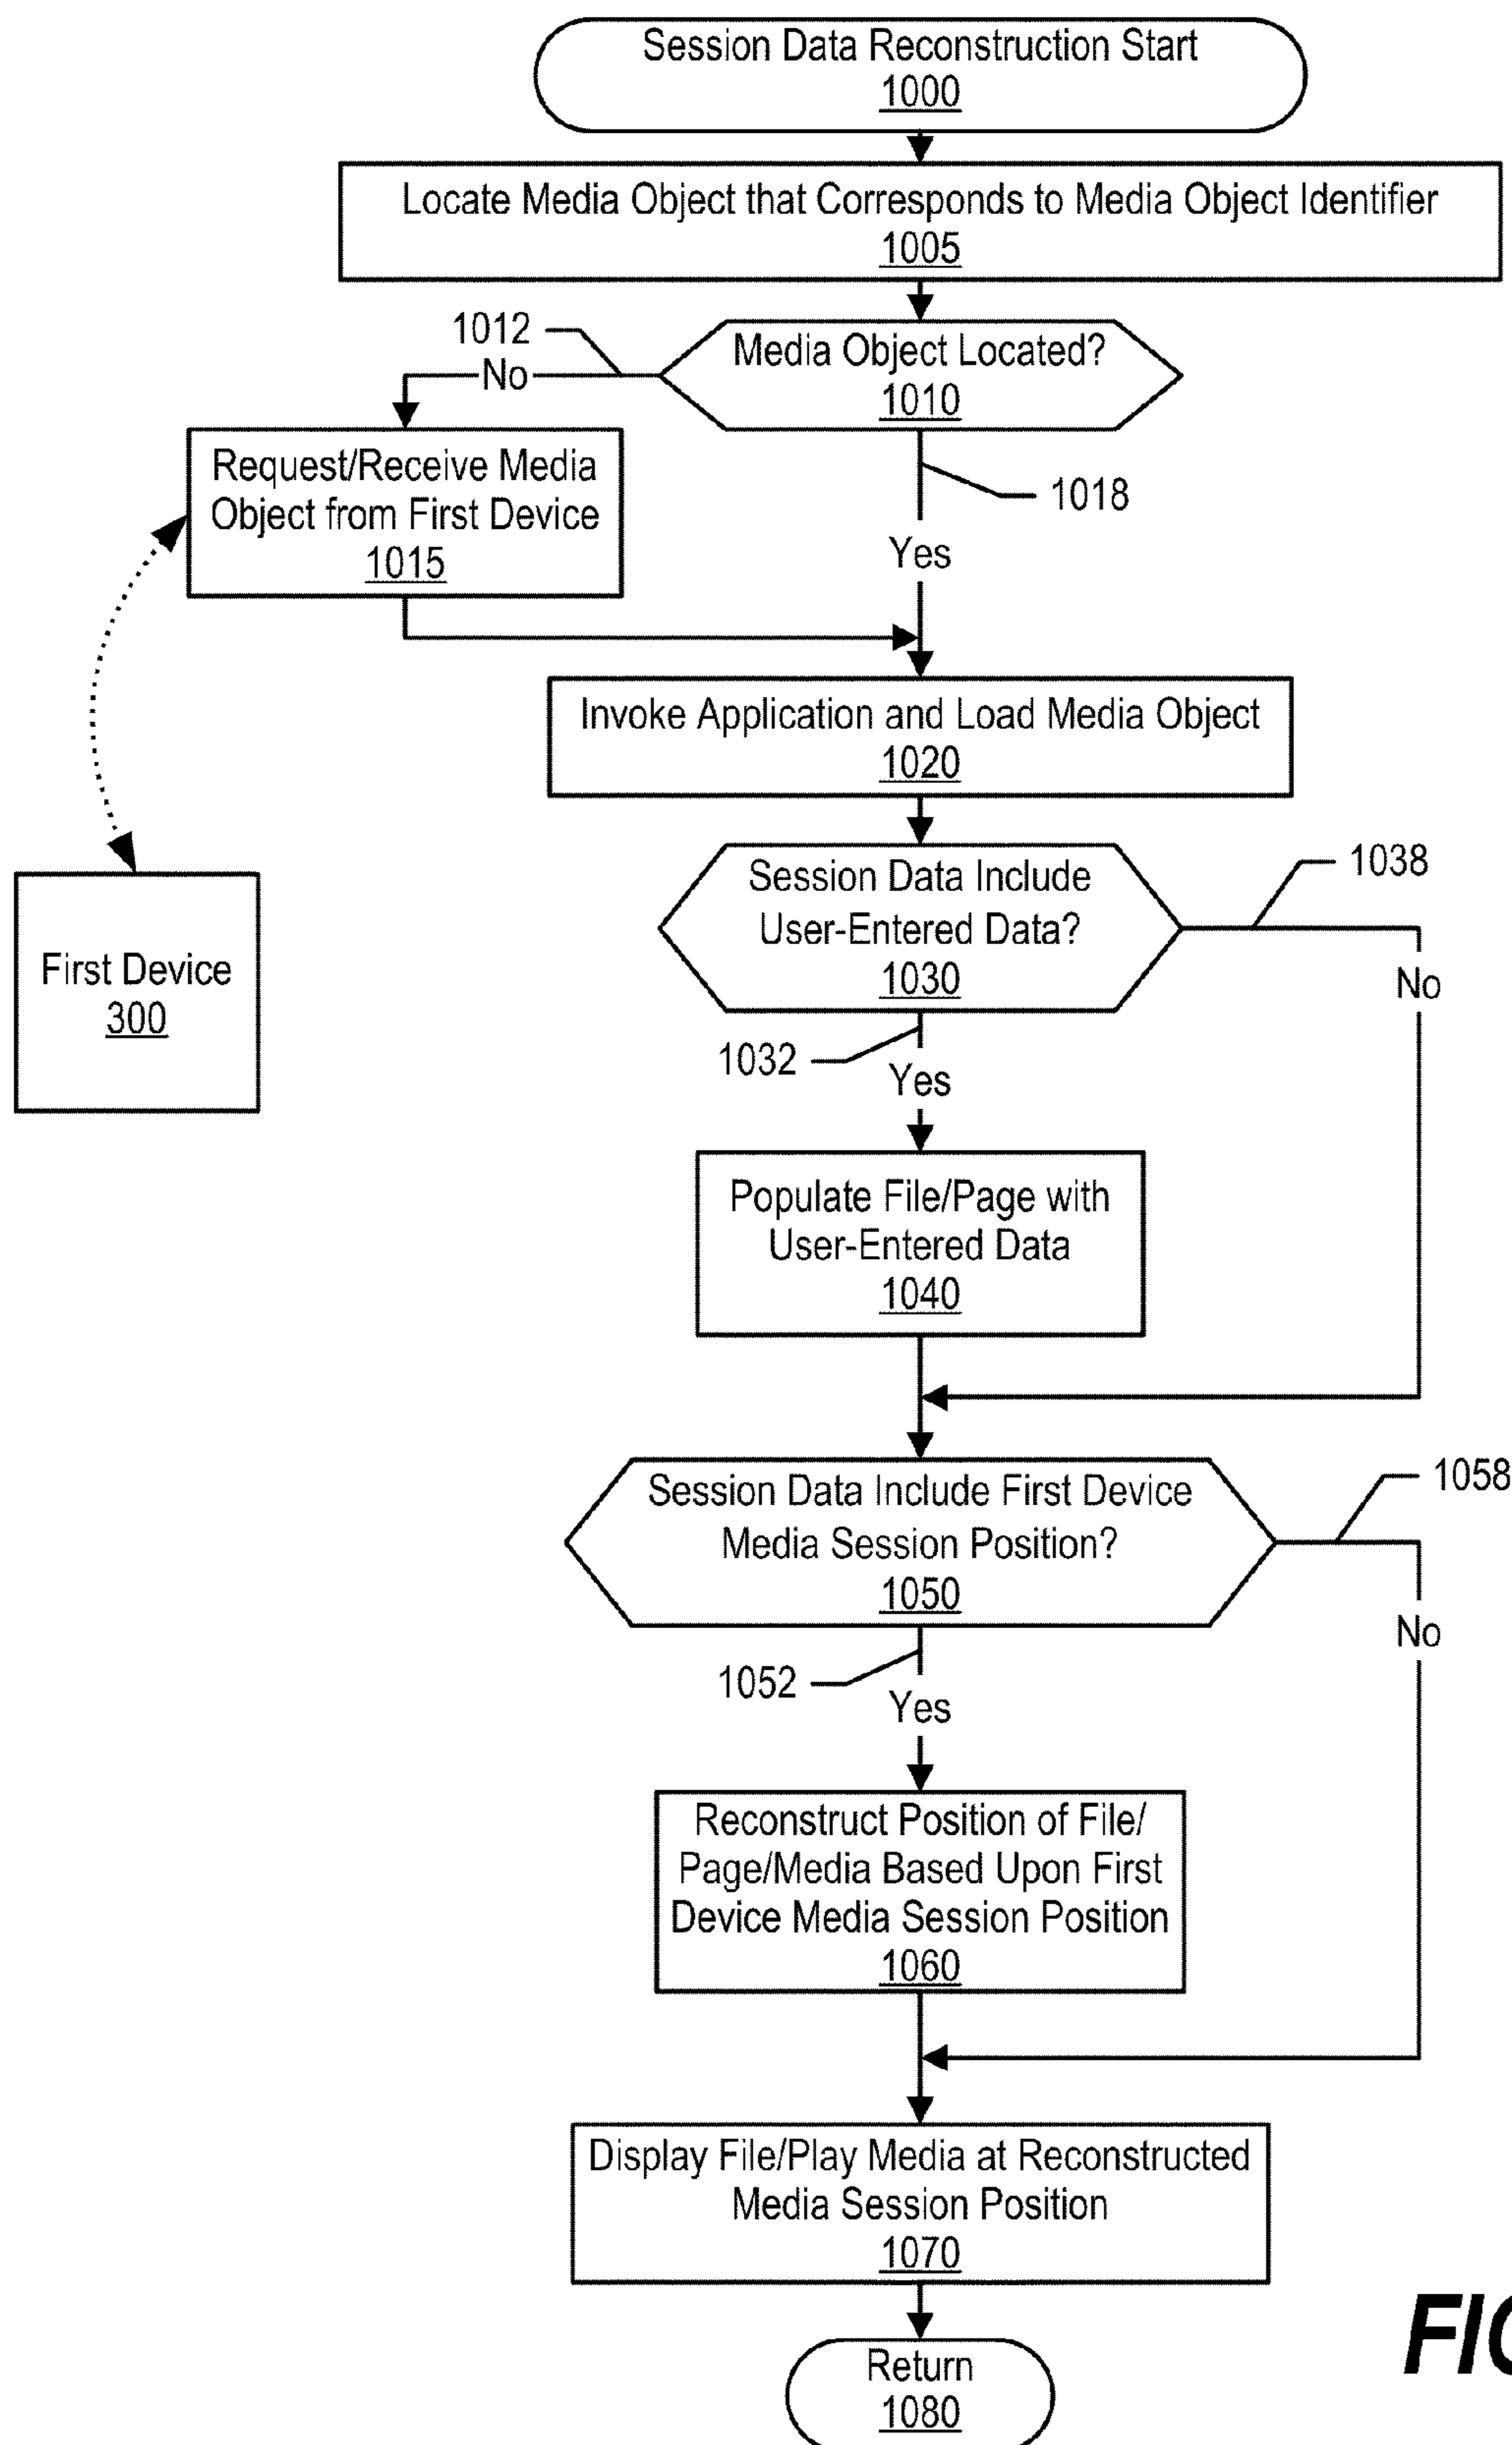 Session Data Reconstruction Start
1000
Locate Media Object that Corresponds to Media Object Identifier
1005
1012
No
Media Object Located?
1010
Request/Receive Media
Object from First Device
1015
1018
Yes
Invoke Application and Load Media Object
1020
Session Data Include
User-Entered Data?
1030
1038
No
First Device
300
1032
Yes
Populate File/Page with
User-Entered Data
1040
Session Data Include First Device
Media Session Position?
1050
1058
No
1052
Yes
Reconstruct Position of File/
Page/Media Based Upon First
Device Media Session Position
1060
Display File/Play Media at Reconstructed
Media Session Position
1070
Return
1080